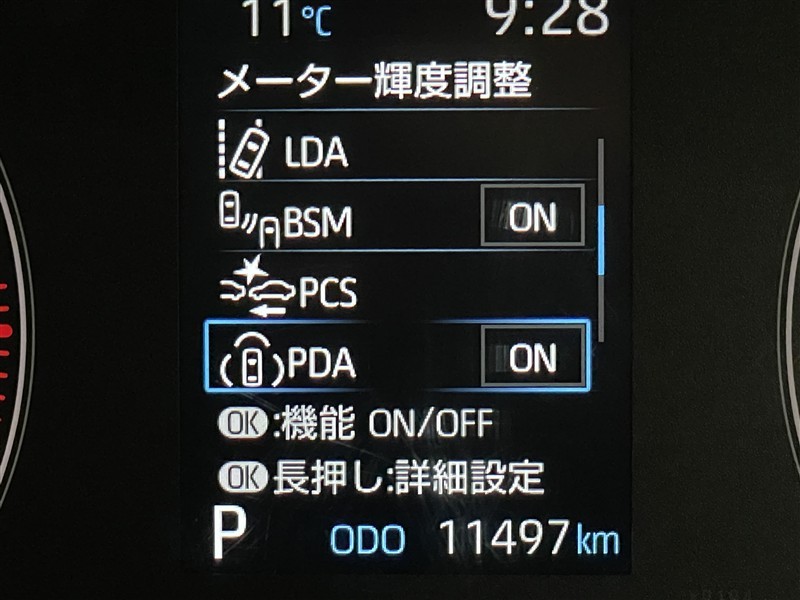 11℃ 9:28
メーター輝度調整
LDA
BSM ON
PCS
PDA ON
OK:機能 ON/OFF
OK長押し:詳細設定
P ODO 11497km